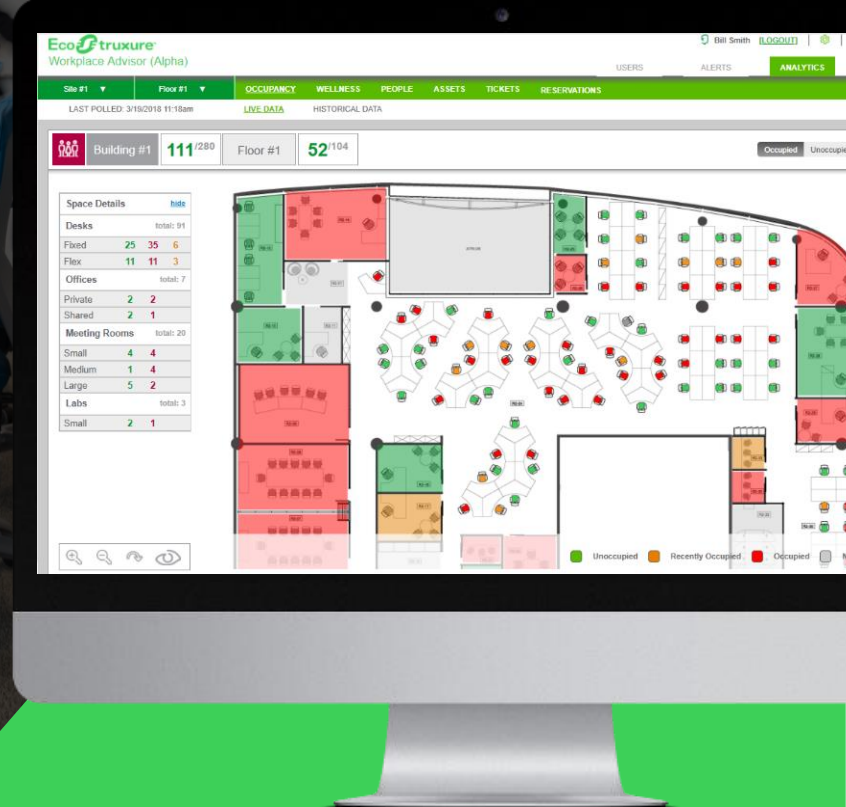 EcoStruxure
Workplace Advisor (Alpha)
Bill Smith [LOGOUT]
USERS ALERTS ANALYTICS
Site #1 ▼ Floor #1 ▼ OCCUPANCY WELLNESS PEOPLE ASSETS TICKETS RESERVATIONS
LAST POLLED: 3/19/2018 11:18am LIVE DATA HISTORICAL DATA
Building #1 111/280 Floor #1 52/104
Occupied Unoccupie
Space Details hide
Desks total: 91
Fixed 25 35 6
Flex 11 11 3
Offices total: 7
Private 2 2
Shared 2 1
Meeting Rooms total: 20
Small 4 4
Medium 1 4
Large 5 2
Labs total: 3
Small 2 1
Unoccupied Recently Occupied Occupied